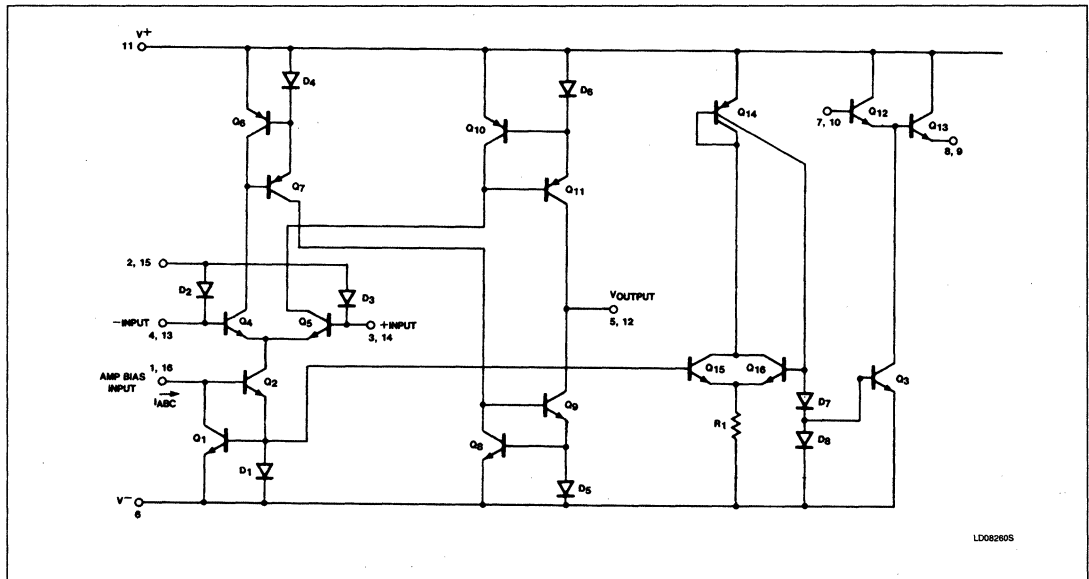 V+
11
D4
D6
Q6
Q10
Q14
Q12
7, 10
Q13
8, 9
Q7
Q11
2, 15
D2
D3
VOUTPUT
5, 12
−INPUT
4, 13
Q4
Q5
+INPUT
3, 14
1, 16
AMP BIAS
INPUT
IABC
Q2
Q15
Q16
Q3
D7
Q9
R1
Q1
Q8
D8
D1
D5
V−
6
LD08260S